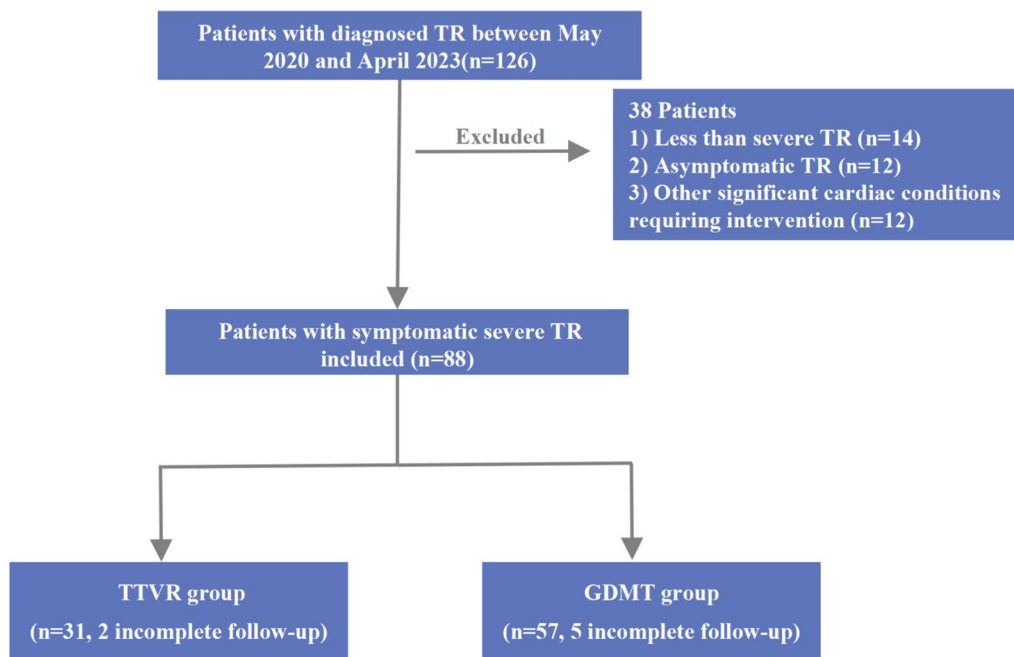 Patients with diagnosed TR between May
2020 and April 2023(n=126)
Excluded
38 Patients
1) Less than severe TR (n=14)
2) Asymptomatic TR (n=12)
3) Other significant cardiac conditions
requiring intervention (n=12)
Patients with symptomatic severe TR
included (n=88)
TTVR group
(n=31, 2 incomplete follow-up)
GDMT group
(n=57, 5 incomplete follow-up)